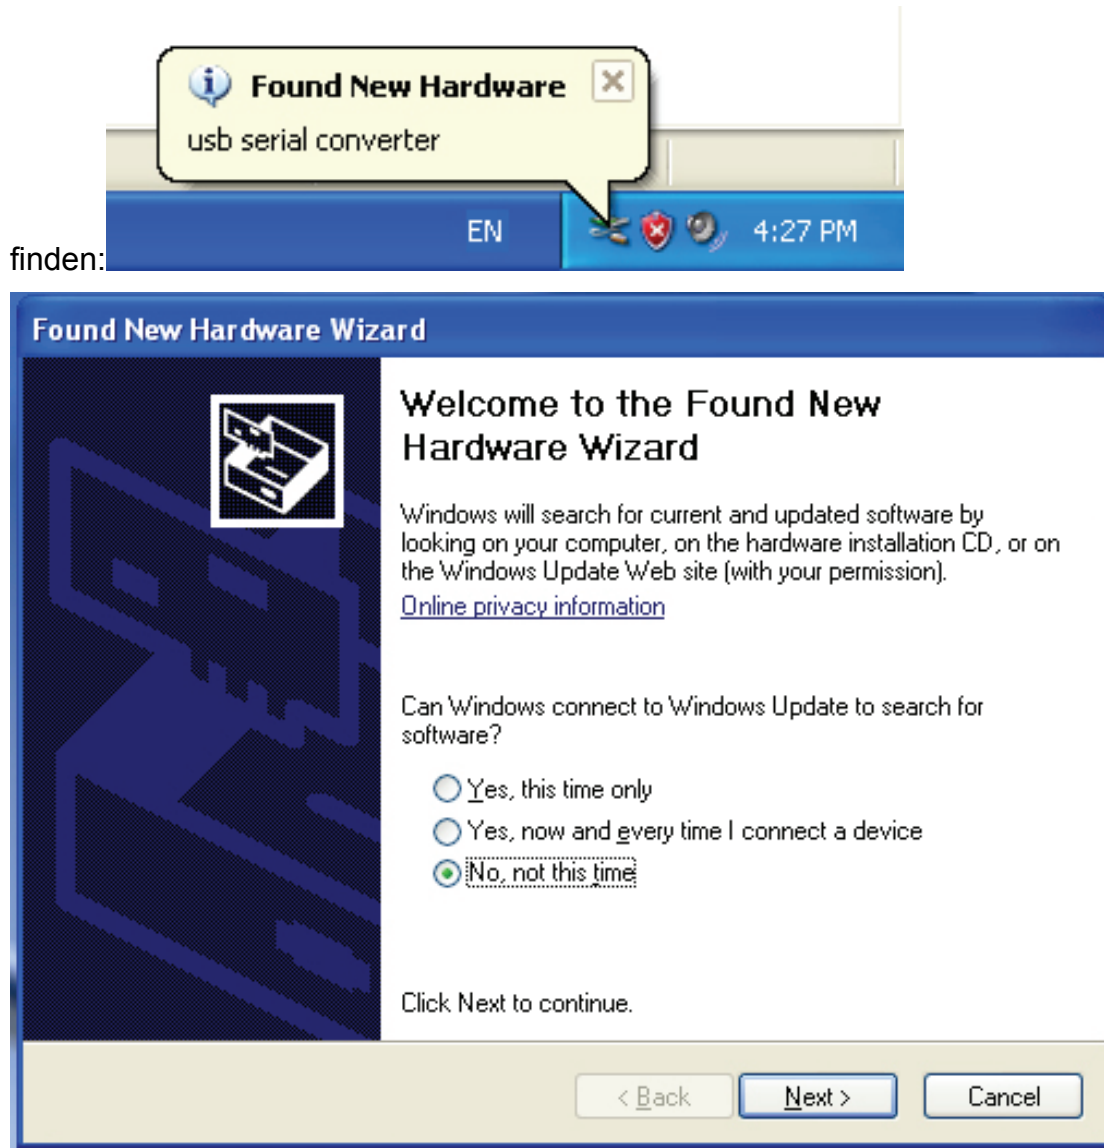 Found New Hardware
usb serial converter
EN 4:27 PM
finden:
Found New Hardware Wizard
Welcome to the Found New
Hardware Wizard
Windows will search for current and updated software by
looking on your computer, on the hardware installation CD, or on
the Windows Update Web site (with your permission).
Online privacy information
Can Windows connect to Windows Update to search for
software?
Yes, this time only
Yes, now and every time I connect a device
No, not this time
Click Next to continue.
< Back Next > Cancel